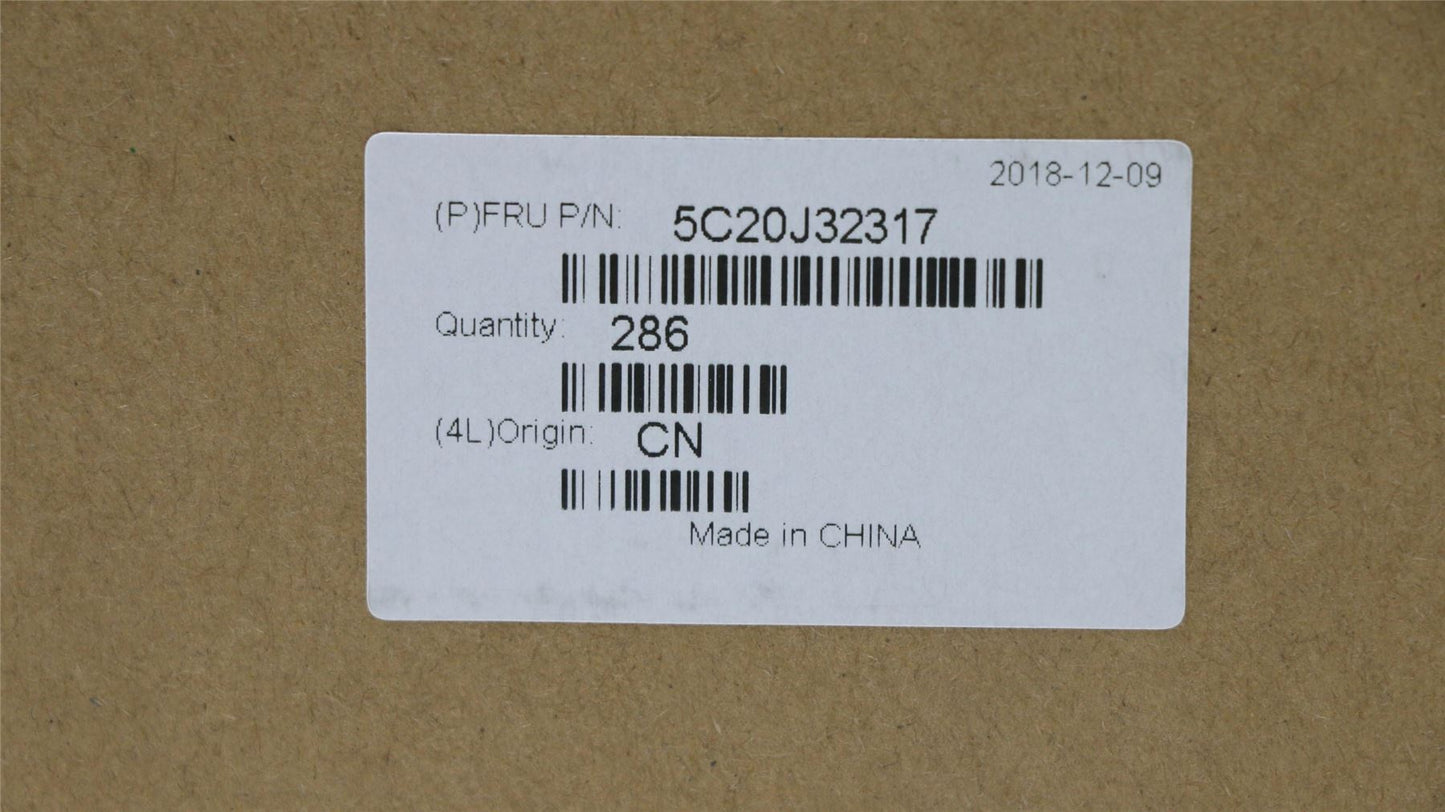 2018-12-09
(P)FRU P/N: 5C20J32317
Quantity: 286
(4L)Origin: CN
Made in CHINA